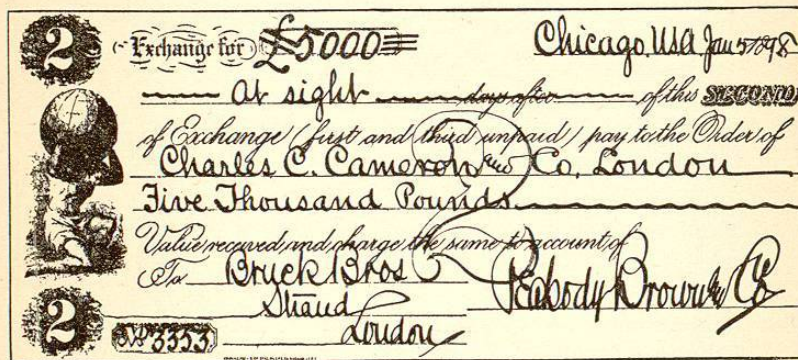 2 Exchange for £5000 Chicago, USA Jan 5th 1898
At sight days after of this SECOND
of Exchange (first and third unpaid) pay to the Order of
Charles C. Cameron and Co. London
Five Thousand Pounds
Value received and charge the same to account of
To Bruck Bros Peabody Brown & Co
Strand
2 London
No 3353